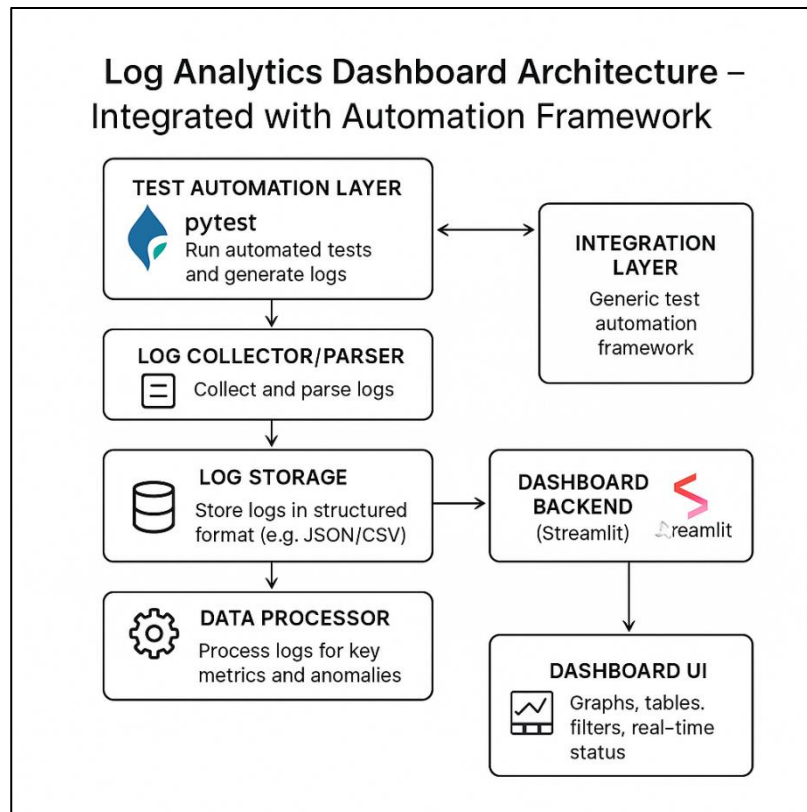 Log Analytics Dashboard Architecture –
Integrated with Automation Framework
TEST AUTOMATION LAYER
pytest
Run automated tests
and generate logs
INTEGRATION
LAYER
Generic test
automation
framework
LOG COLLECTOR/PARSER
Collect and parse logs
LOG STORAGE
Store logs in structured
format (e.g. JSON/CSV)
DASHBOARD
BACKEND
(Streamlit)
reamlit
DATA PROCESSOR
Process logs for key
metrics and anomalies
DASHBOARD UI
Graphs, tables.
filters, real-time
status